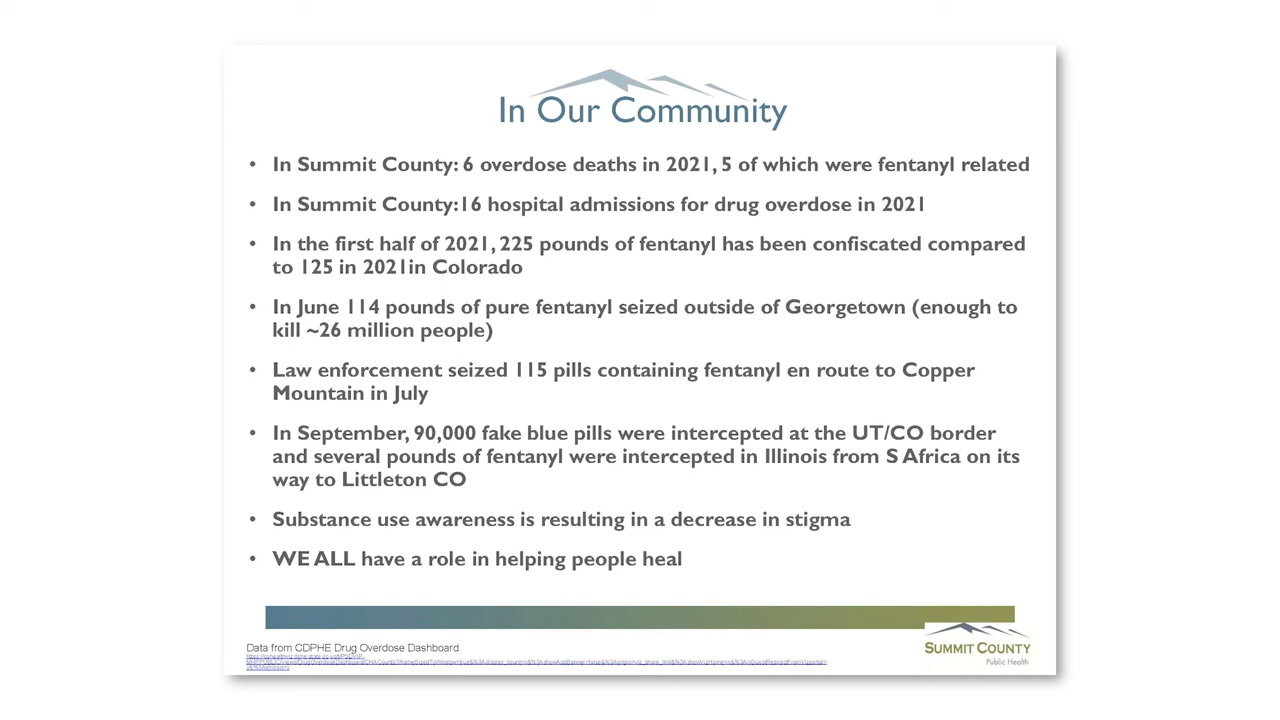 In Our Community
• In Summit County: 6 overdose deaths in 2021, 5 of which were fentanyl related
• In Summit County:16 hospital admissions for drug overdose in 2021
• In the first half of 2021, 225 pounds of fentanyl has been confiscated compared
to 125 in 2021in Colorado
• In June 114 pounds of pure fentanyl seized outside of Georgetown (enough to
kill ~26 million people)
• Law enforcement seized 115 pills containing fentanyl en route to Copper
Mountain in July
• In September, 90,000 fake blue pills were intercepted at the UT/CO border
and several pounds of fentanyl were intercepted in Illinois from S Africa on its
way to Littleton CO
• Substance use awareness is resulting in a decrease in stigma
• WE ALL have a role in helping people heal
Data from CDPHE Drug Overdose Dashboard
SUMMIT COUNTY
Public Health